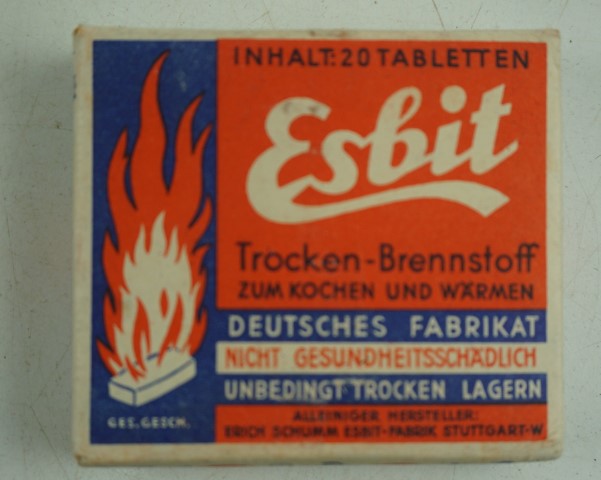 INHALT: 20 TABLETTEN
Esbit
Trocken-Brennstoff
ZUM KOCHEN UND WÄRMEN
DEUTSCHES FABRIKAT
NICHT GESUNDHEITSSCHÄDLICH
UNBEDINGT TROCKEN LAGERN
ALLEINIGER HERSTELLER:
ERICH SCHUMM ESBIT-FABRIK STUTTGART-W
GES. GESCH.